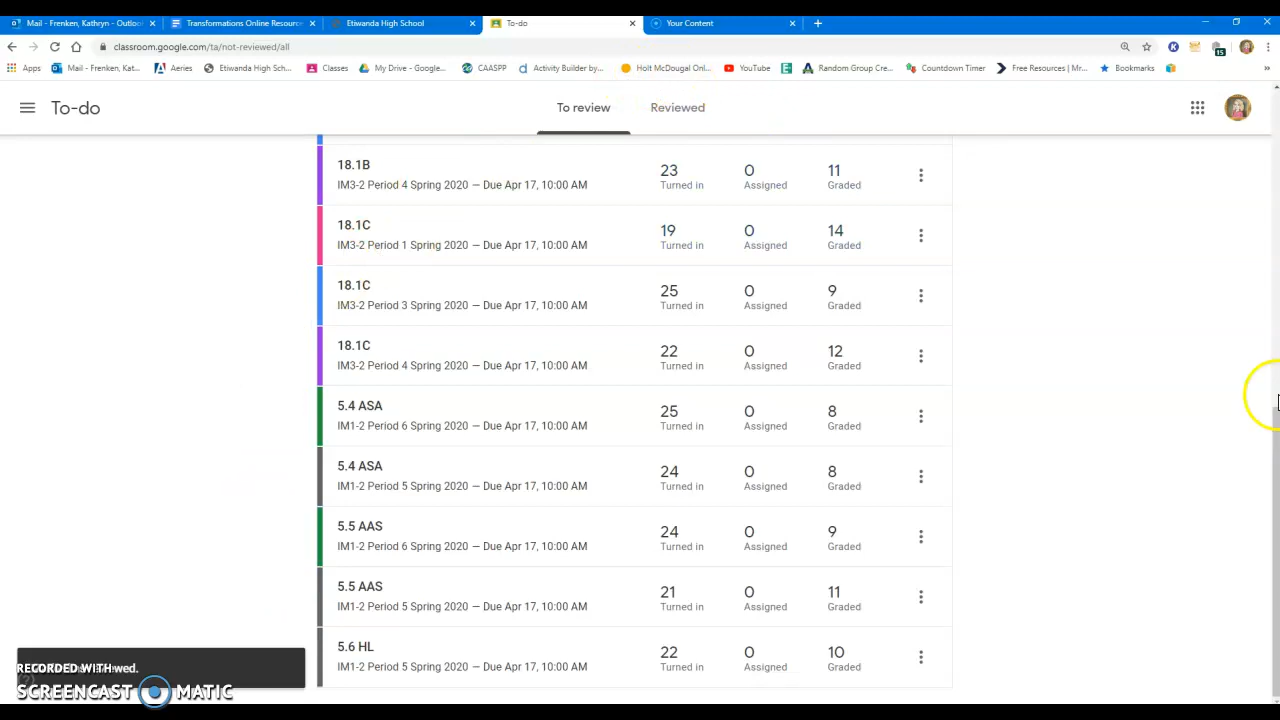 Mail - Frenken, Kathryn - Outloo
Transformations Online Resourc
Etiwanda High School
To-do
Your Content
classroom.google.com/ta/not-reviewed/all
15
Apps
Mail - Frenken, Kat...
Aeries
Etiwanda High Sch...
Classes
My Drive - Google...
CAASPP
Activity Builder by...
Holt McDougal Onl...
YouTube
Random Group Cre...
Countdown Timer
Free Resources | Mr...
Bookmarks
»
To-do
To review
Reviewed
18.1B
23
0
11
IM3-2 Period 4 Spring 2020 — Due Apr 17, 10:00 AM
Turned in
Assigned
Graded
18.1C
19
0
14
IM3-2 Period 1 Spring 2020 — Due Apr 17, 10:00 AM
Turned in
Assigned
Graded
18.1C
25
0
9
IM3-2 Period 3 Spring 2020 — Due Apr 17, 10:00 AM
Turned in
Assigned
Graded
18.1C
22
0
12
IM3-2 Period 4 Spring 2020 — Due Apr 17, 10:00 AM
Turned in
Assigned
Graded
5.4 ASA
25
0
8
IM1-2 Period 6 Spring 2020 — Due Apr 17, 10:00 AM
Turned in
Assigned
Graded
5.4 ASA
24
0
8
IM1-2 Period 5 Spring 2020 — Due Apr 17, 10:00 AM
Turned in
Assigned
Graded
5.5 AAS
24
0
9
IM1-2 Period 6 Spring 2020 — Due Apr 17, 10:00 AM
Turned in
Assigned
Graded
5.5 AAS
21
0
11
IM1-2 Period 5 Spring 2020 — Due Apr 17, 10:00 AM
Turned in
Assigned
Graded
5.6 HL
22
0
10
IM1-2 Period 5 Spring 2020 — Due Apr 17, 10:00 AM
Turned in
Assigned
Graded
RECORDED WITH
SCREENCAST MATIC